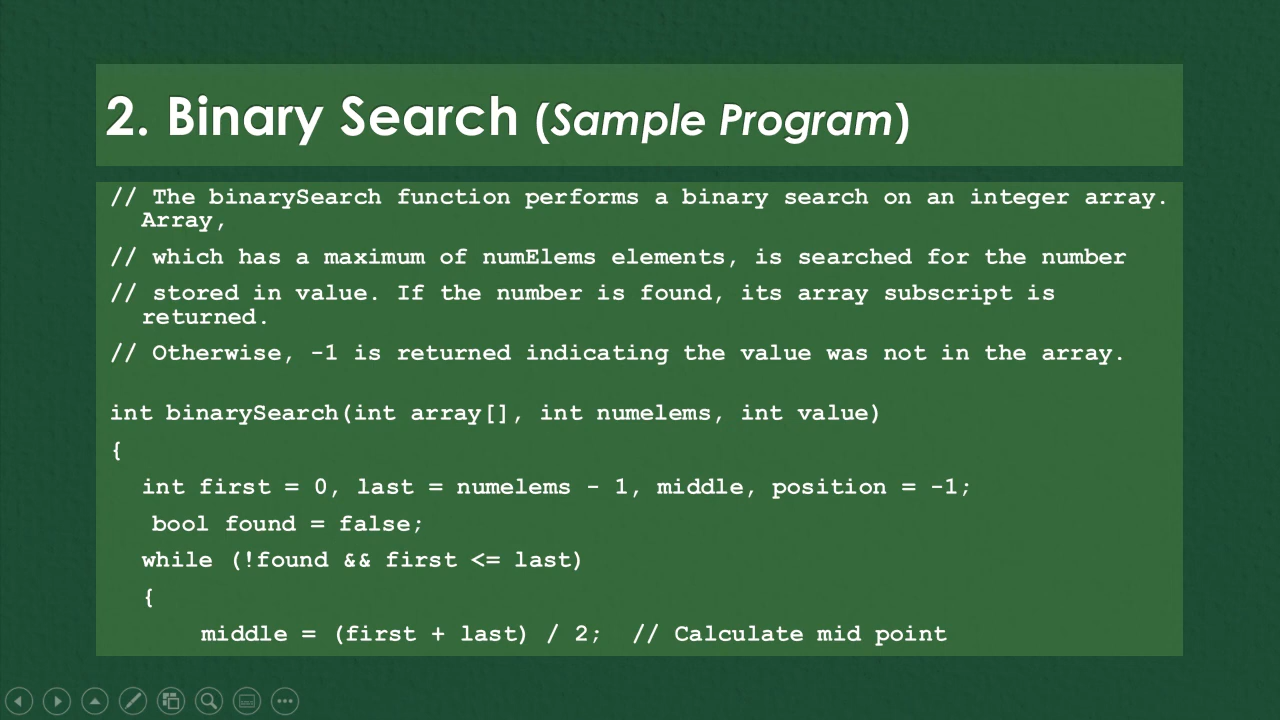 2. Binary Search (Sample Program)
// The binarySearch function performs a binary search on an integer array.
Array,
// which has a maximum of numElems elements, is searched for the number
// stored in value. If the number is found, its array subscript is
returned.
// Otherwise, -1 is returned indicating the value was not in the array.
int binarySearch(int array[], int numelems, int value)
{
int first = 0, last = numelems - 1, middle, position = -1;
bool found = false;
while (!found && first <= last)
{
middle = (first + last) / 2;  // Calculate mid point